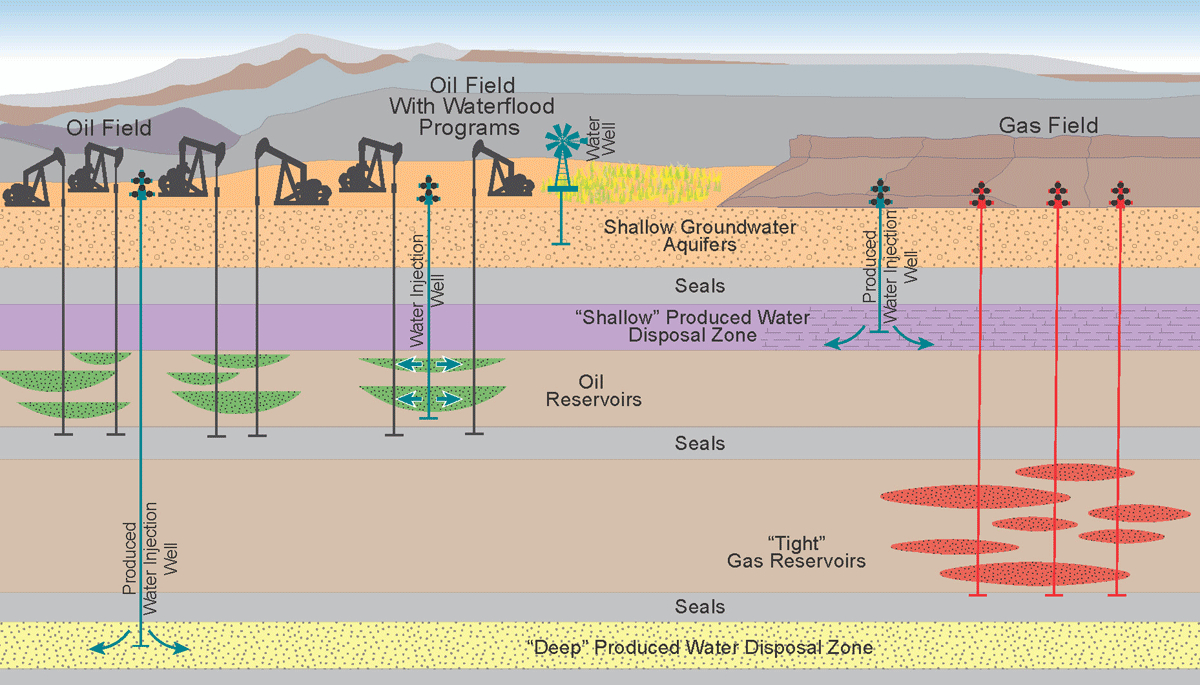 Oil Field
Oil Field
With Waterflood
Programs
Water
Well
Gas Field
Shallow Groundwater
Aquifers
Water Injection
Well
Produced
Water Injection
Well
Seals
“Shallow” Produced Water
Disposal Zone
Oil
Reservoirs
Seals
Produced
Water Injection
Well
“Tight”
Gas Reservoirs
Seals
“Deep” Produced Water Disposal Zone